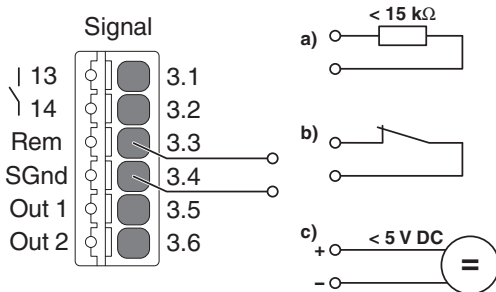 Signal
13 3.1
14 3.2
Rem 3.3
SGnd 3.4
Out 1 3.5
Out 2 3.6
a) < 15 kΩ
b)
c) < 5 V DC
+
=
−